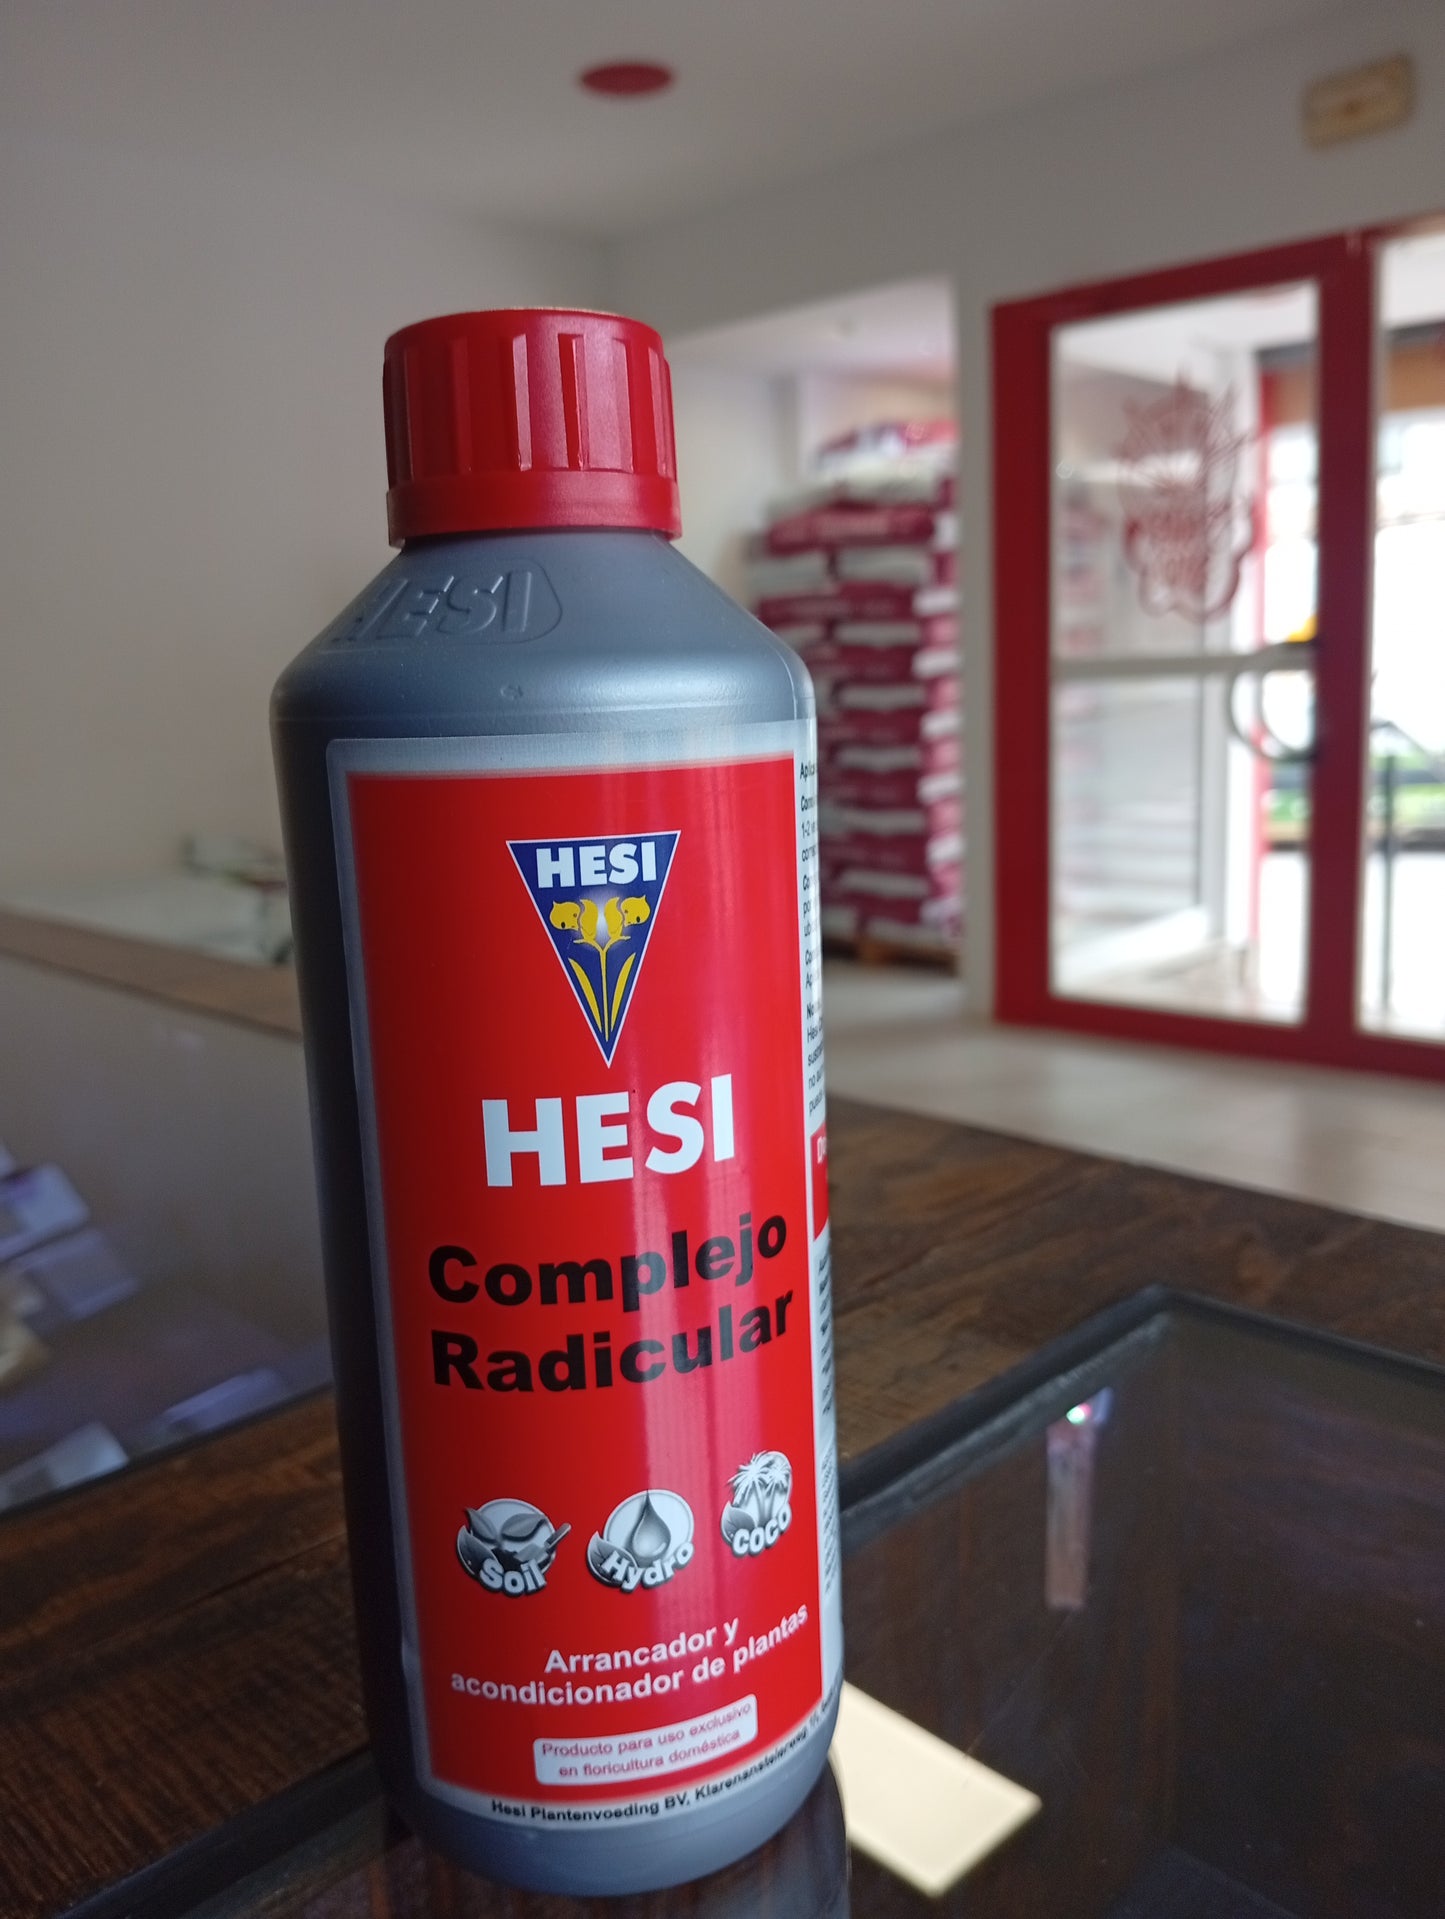 HESI
HESI
HESI
Complejo
Radicular
Soil
Hydro
COCO
Arrancador y
acondicionador de plantas
Producto para uso exclusivo
en floricultura doméstica
Hesi Plantenvoeding BV. Klarenanstelerweg 11,